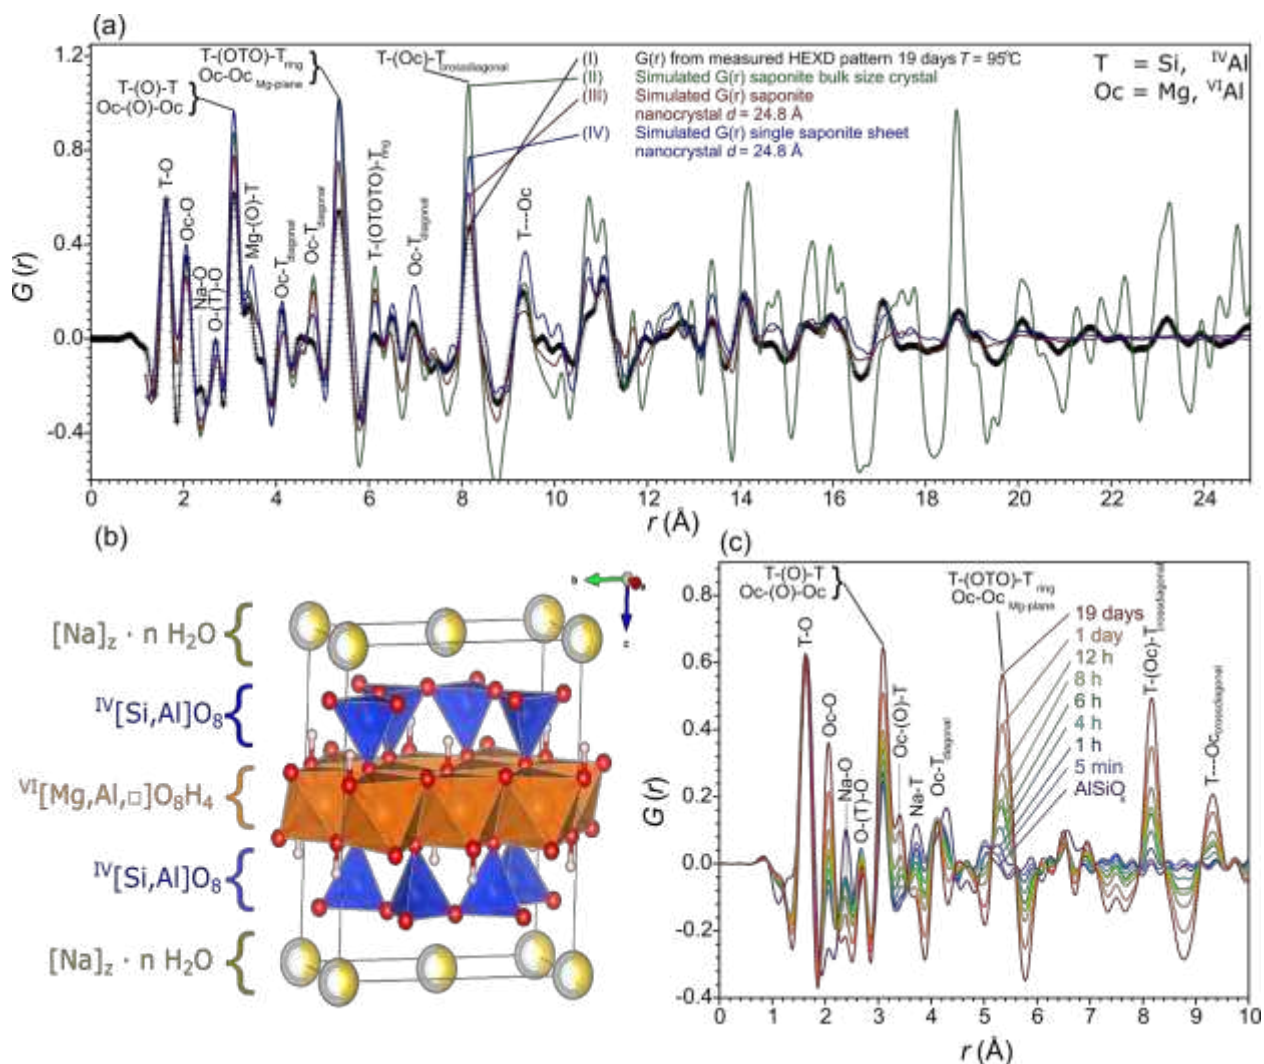 (a)
1.2
0.8
0.4
0.0
-0.4
G (r)
T-(O)-T
Oc-(O)-Oc
T-(OTO)-Tring
Oc-Oc Mg-plane
T-(Oc)-Tcrossdiagonal
T-O
Oc-O
Na-O
O-(T)-O
Mg-(O)-T
Oc-Tdiagonal
Oc-Tdiagonal
T-(OTOTO)-Tring
Oc-Tdiagonal
T---Oc
(I) G(r) from measured HEXD pattern 19 days T = 95°C
(II) Simulated G(r) saponite bulk size crystal
(III) Simulated G(r) saponite
nanocrystal d = 24.8 Å
(IV) Simulated G(r) single saponite sheet
nanocrystal d = 24.8 Å
T = Si, IVAl
Oc = Mg, VIAl
0 2 4 6 8 10 12 14 16 18 20 22 24
r (Å)
(b)
[Na]z · n H2O
IV[Si,Al]O8
VI[Mg,Al,□]O8H4
IV[Si,Al]O8
[Na]z · n H2O
b
c
(c)
0.8
0.6
0.4
0.2
0.0
-0.2
-0.4
G (r)
T-(O)-T
Oc-(O)-Oc
T-(OTO)-Tring
Oc-Oc Mg-plane
T-O
Oc-O
Na-O
O-(T)-O
Oc-(O)-T
Na-T
Oc-Tdiagonal
19 days
1 day
12 h
8 h
6 h
4 h
1 h
5 min
AlSiO
T-(Oc)-Tcrossdiagonal
T---Occrossdiagonal
0 1 2 3 4 5 6 7 8 9 10
r (Å)